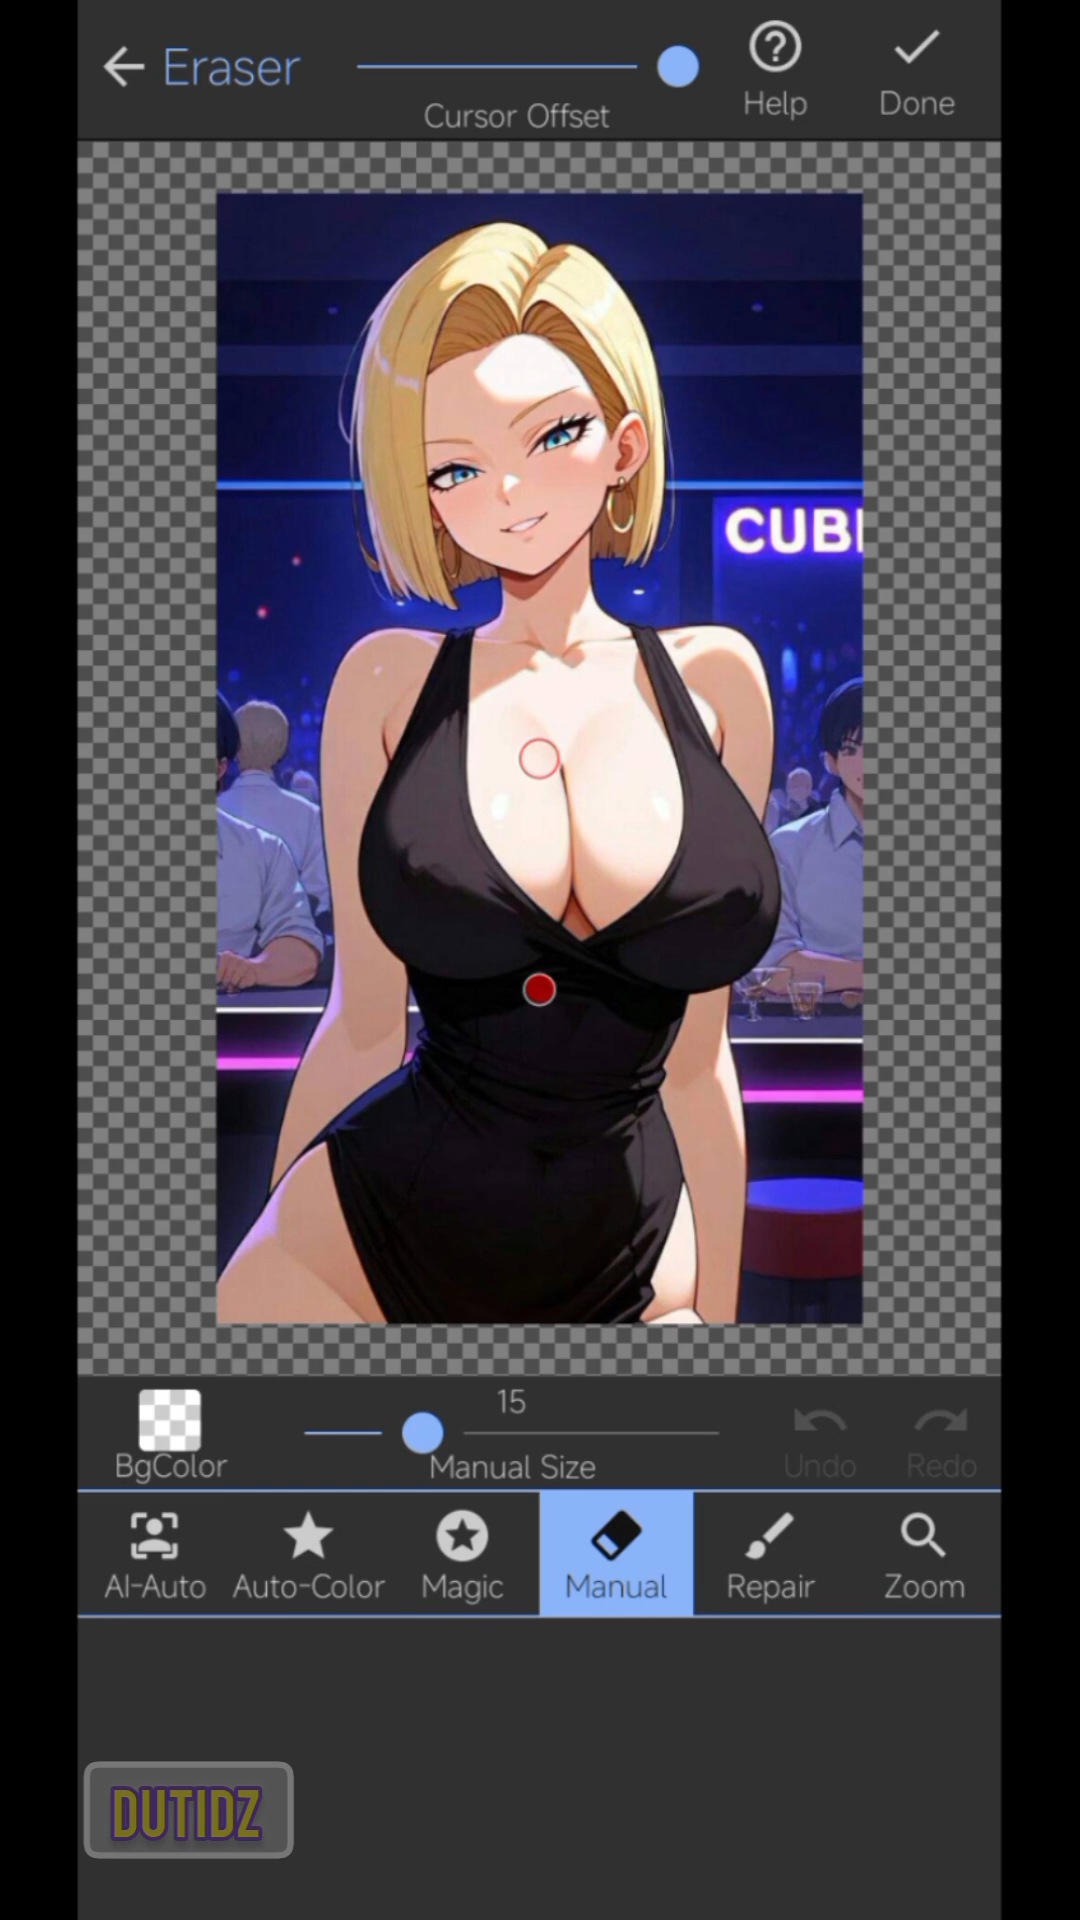 Eraser
Cursor Offset
Help
Done
CUB
15
BgColor
Manual Size
Undo
Redo
AI-Auto
Auto-Color
Magic
Manual
Repair
Zoom
DUTIDZ